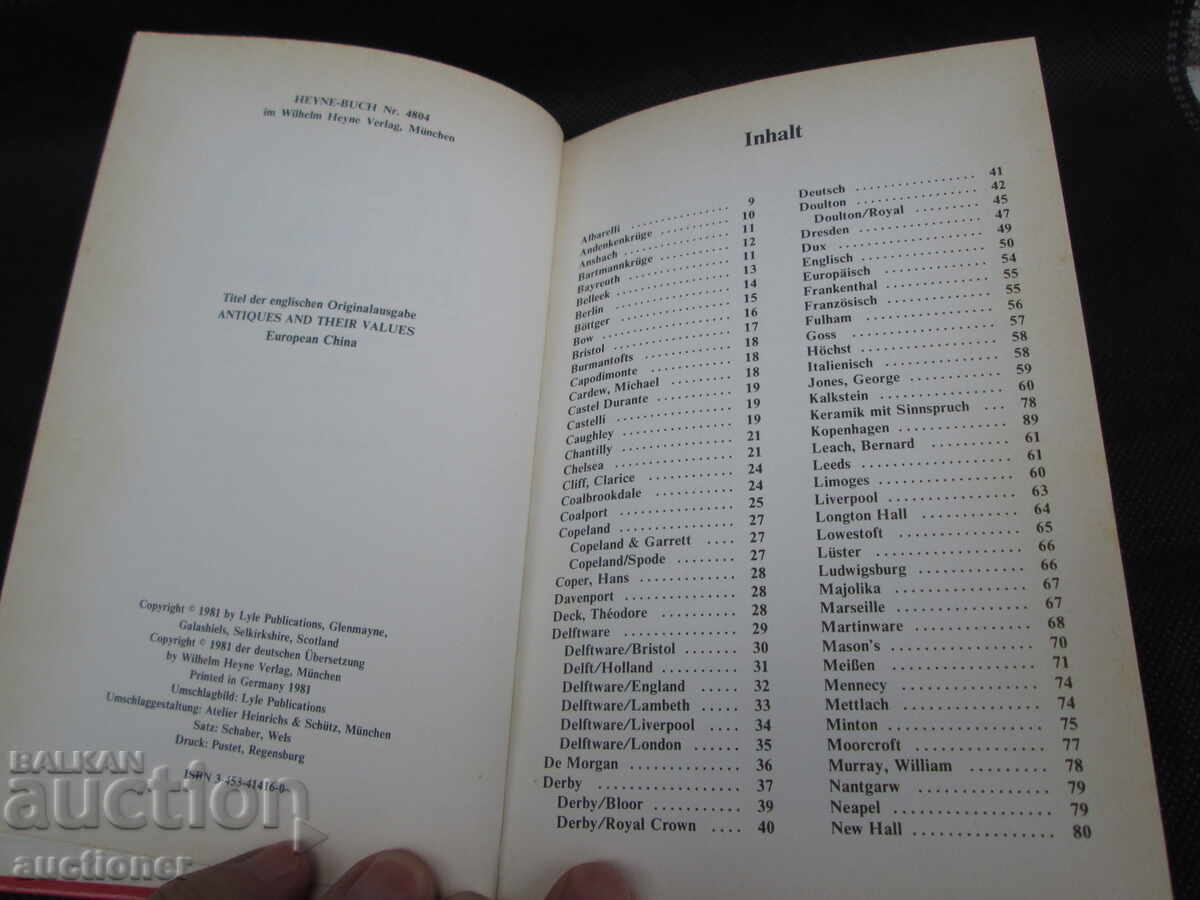 HEYNE-BUCH Nr. 4804
im Wilhelm Heyne Verlag, München
Titel der englischen Originalausgabe
ANTIQUES AND THEIR VALUES
European China
Copyright © 1981 by Lyle Publications, Glenmayne,
Galashiels, Selkirkshire, Scotland
Copyright © 1981 der deutschen Übersetzung
by Wilhelm Heyne Verlag, München
Printed in Germany 1981
Umschlagbild: Lyle Publications
Umschlaggestaltung: Atelier Heinrichs & Schütz, München
Satz: Schaber, Wels
Druck: Pustet, Regensburg
ISBN 3-453-41416-0
Inhalt
Albarelli 9
Andenkenkrüge 10
Ansbach 11
Bartmannkrüge 12
Bayreuth 11
Belleek 13
Berlin 14
Böttger 15
Bow 16
Bristol 17
Burmantofts 18
Capodimonte 18
Cardew, Michael 18
Castel Durante 19
Castelli 19
Caughley 19
Chantilly 21
Chelsea 21
Cliff, Clarice 24
Coalbrookdale 24
Coalport 25
Copeland 27
Copeland & Garrett 27
Copeland/Spode 27
Coper, Hans 28
Davenport 28
Deck, Théodore 28
Delftware 29
Delftware/Bristol 30
Delft/Holland 31
Delftware/England 32
Delftware/Lambeth 33
Delftware/Liverpool 34
Delftware/London 35
De Morgan 36
Derby 37
Derby/Bloor 39
Derby/Royal Crown 40
Deutsch 41
Doulton 42
Doulton/Royal 45
Dresden 47
Dux 49
Englisch 50
Europäisch 54
Frankenthal 55
Französisch 55
Fulham 56
Goss 57
Höchst 58
Italienisch 58
Jones, George 59
Kalkstein 60
Keramik mit Sinnspruch 78
Kopenhagen 89
Leach, Bernard 61
Leeds 61
Limoges 60
Liverpool 63
Longton Hall 64
Lowestoft 65
Lüster 66
Ludwigsburg 66
Majolika 67
Marseille 67
Martinware 68
Mason's 70
Meißen 71
Mennecy 74
Mettlach 74
Minton 75
Moorcroft 77
Murray, William 78
Nantgarw 79
Neapel 79
New Hall 80
BALKAN
auction
auctioner